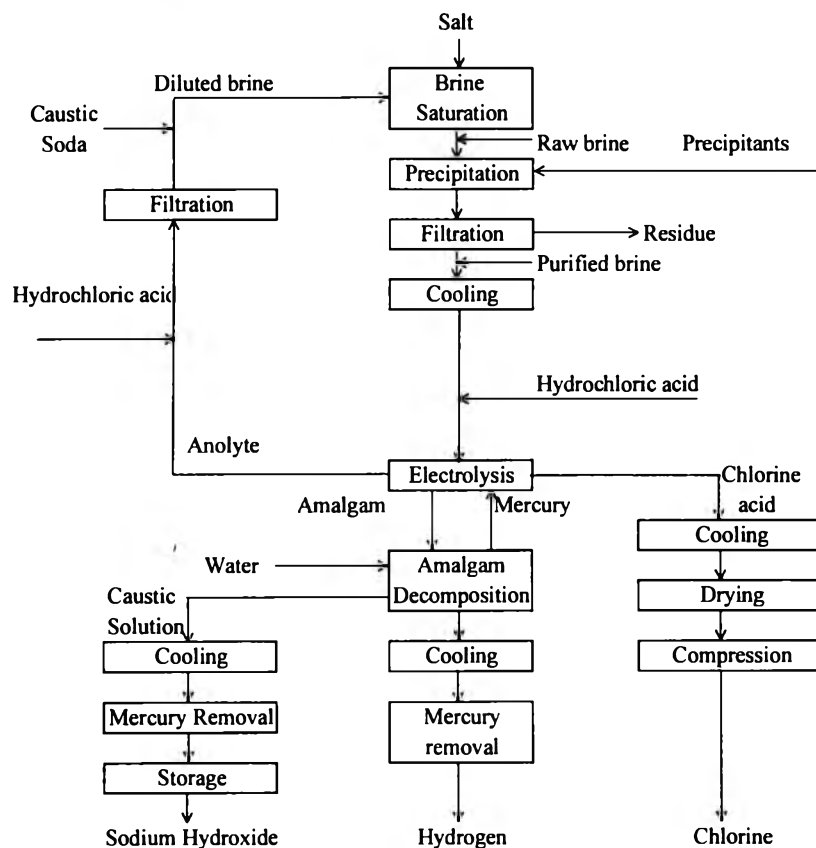 Salt
Diluted brine
Brine
Saturation
Caustic
Soda
Raw brine
Precipitants
Precipitation
Filtration
Filtration
Residue
Purified brine
Hydrochloric acid
Cooling
Hydrochloric acid
Anolyte
Electrolysis
Chlorine
acid
Amalgam
Mercury
Cooling
Water
Amalgam
Decomposition
Caustic
Solution
Drying
Cooling
Cooling
Compression
Mercury Removal
Mercury
removal
Storage
Sodium Hydroxide
Hydrogen
Chlorine